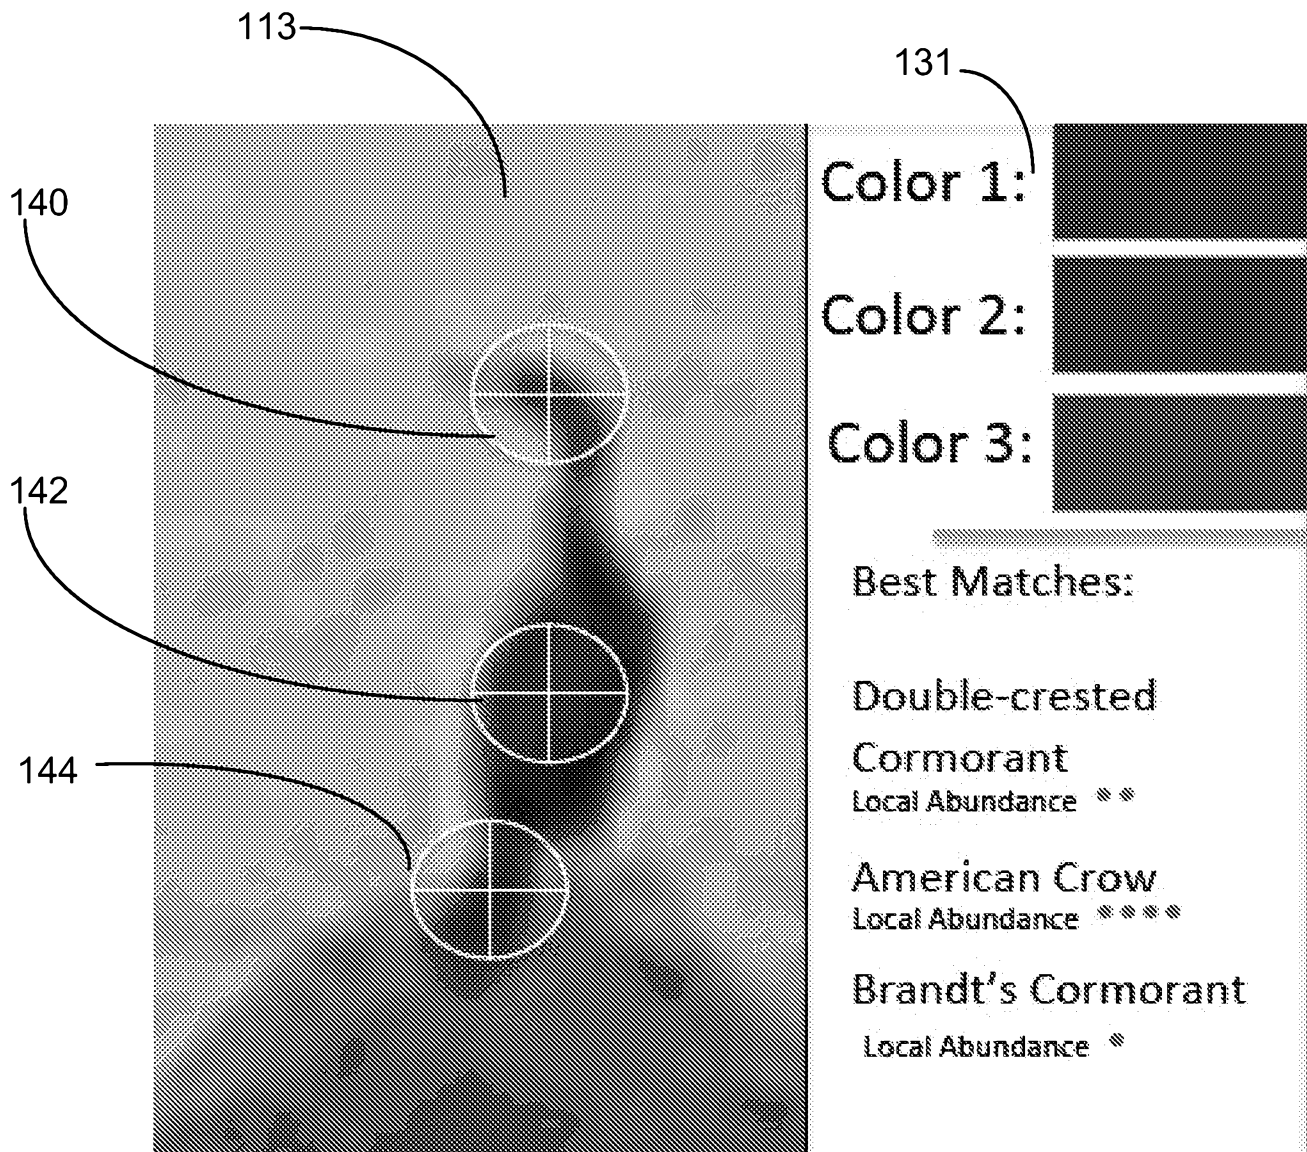 113
131
140
142
144
Color 1:
Color 2:
Color 3:
Best Matches:
Double-crested
Cormorant
Local Abundance **
American Crow
Local Abundance ****
Brandt's Cormorant
Local Abundance *